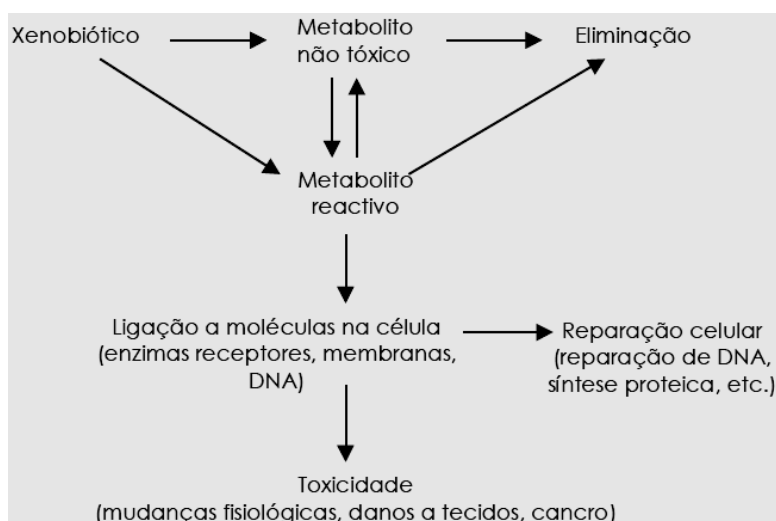 Xenobiótico
Metabolito
não tóxico
Eliminação
Metabolito
reactivo
Ligação a moléculas na célula
(enzimas receptores, membranas,
DNA)
Reparação celular
(reparação de DNA,
síntese proteica, etc.)
Toxicidade
(mudanças fisiológicas, danos a tecidos, cancro)